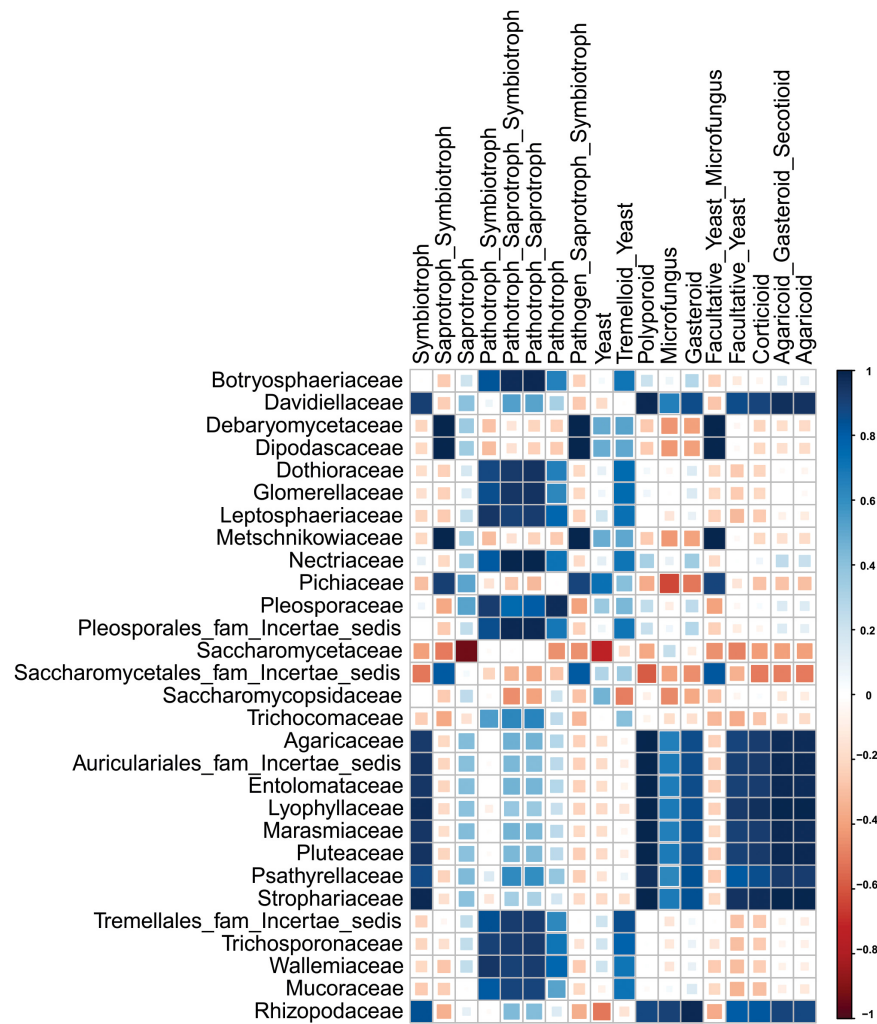 Symbiotroph
Saprotroph_Symbiotroph
Saprotroph
Pathotroph_Symbiotroph
Pathotroph_Saprotroph_Symbiotroph
Pathotroph_Saprotroph
Pathotroph
Pathogen_Saprotroph_Symbiotroph
Yeast
Tremelloid_Yeast
Polyporoid
Microfungus
Gasteroid
Facultative_Yeast_Microfungus
Facultative_Yeast
Corticioid
Agaricoid_Gasteroid_Secotioid
Agaricoid
Botryosphaeriaceae
Davidiellaceae
Debaryomycetaceae
Dipodascaceae
Dothioraceae
Glomerellaceae
Leptosphaeriaceae
Metschnikowiaceae
Nectriaceae
Pichiaceae
Pleosporaceae
Pleosporales_fam_Incertae_sedis
Saccharomycetaceae
Saccharomycetales_fam_Incertae_sedis
Saccharomycopsidaceae
Trichocomaceae
Agaricaceae
Auriculariales_fam_Incertae_sedis
Entolomataceae
Lyophyllaceae
Marasmiaceae
Pluteaceae
Psathyrellaceae
Strophariaceae
Tremellales_fam_Incertae_sedis
Trichosporonaceae
Wallemiaceae
Mucoraceae
Rhizopodaceae
1
0.8
0.6
0.4
0.2
0
−0.2
−0.4
−0.6
−0.8
−1